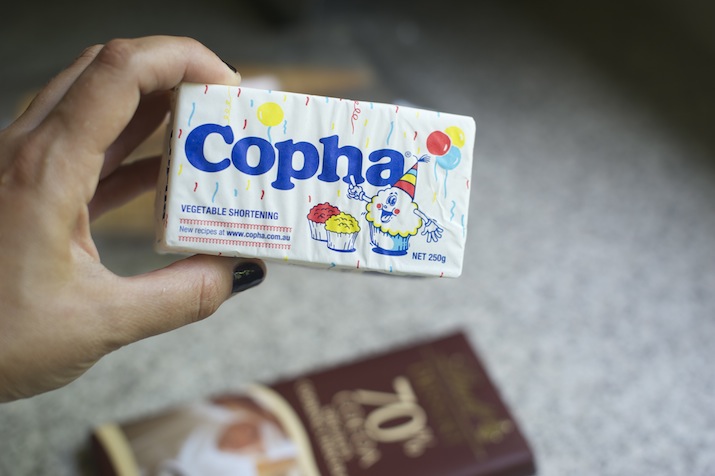 Copha®
VEGETABLE SHORTENING
New recipes at www.copha.com.au
NET 250g
70%